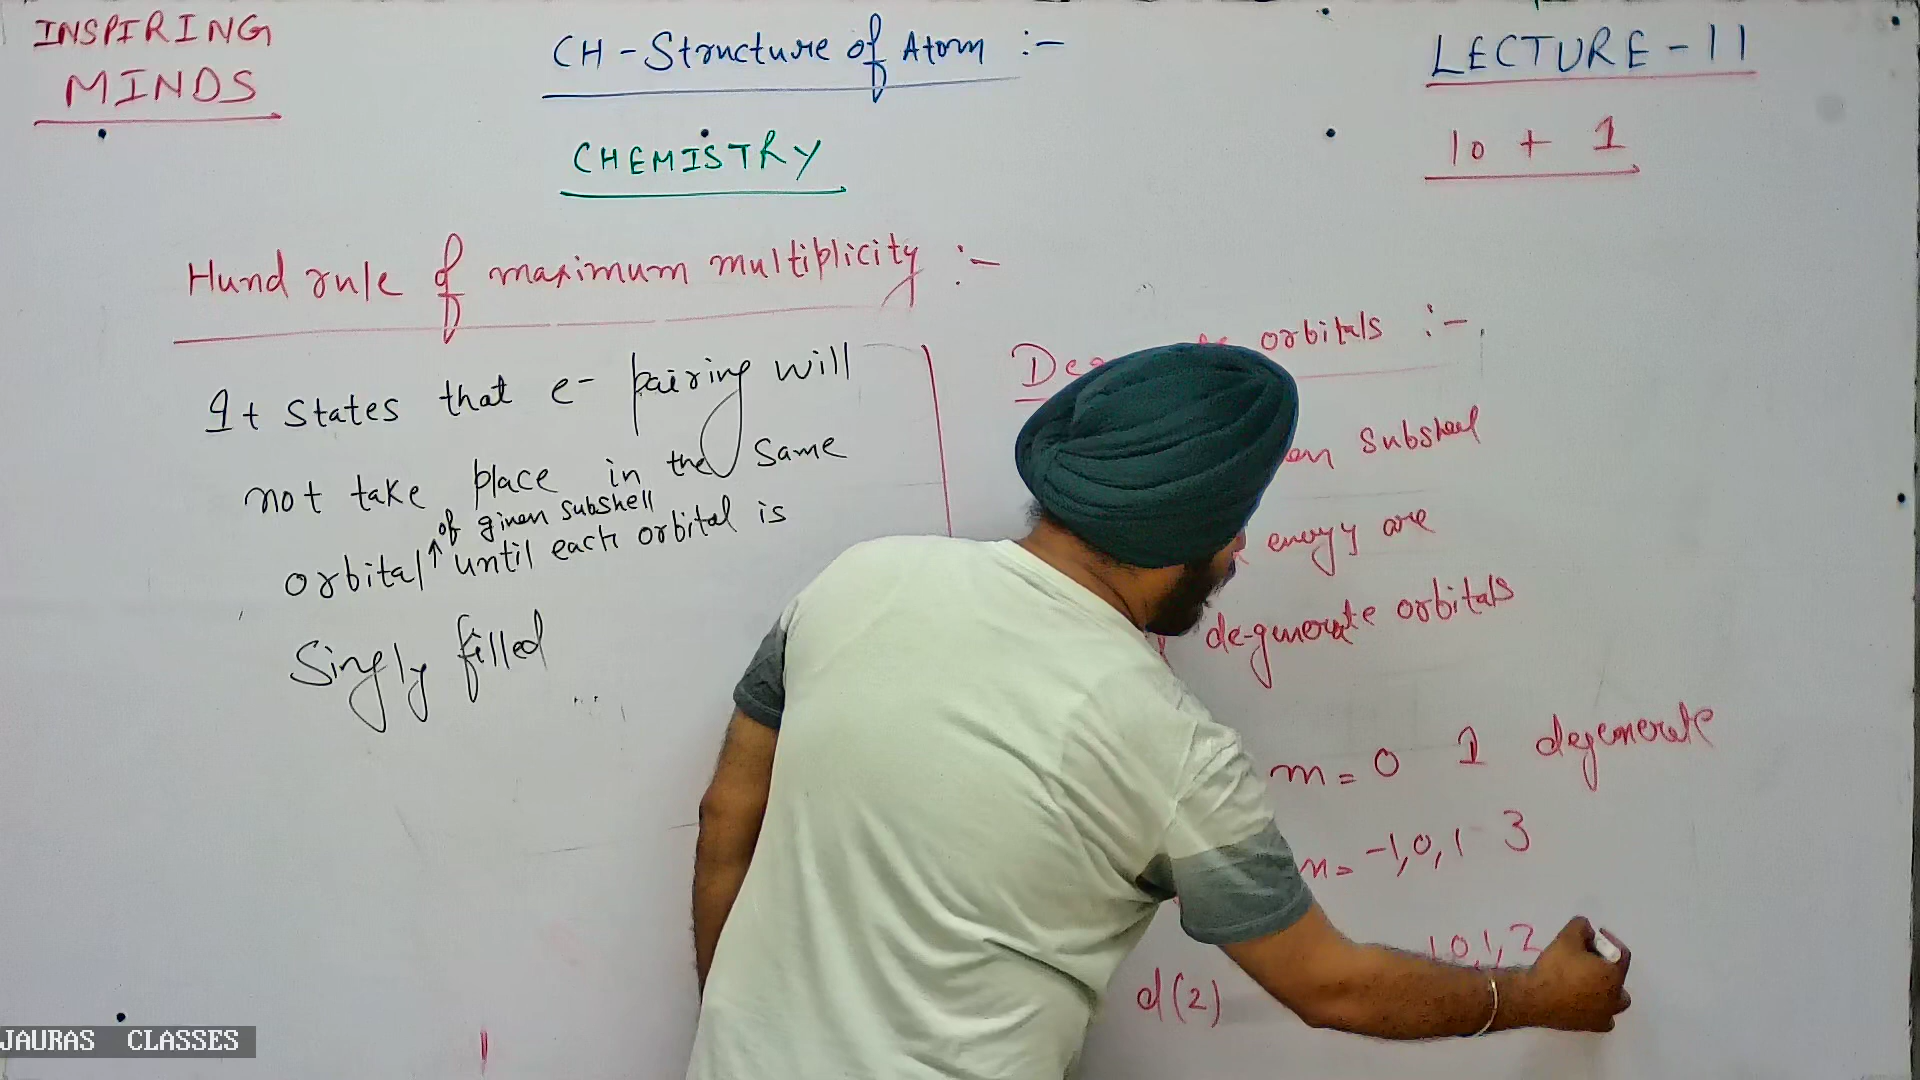 INSPIRING
MINDS
CH - Structure of Atom :-
CHEMISTRY
LECTURE - 11
10 + 1
Hund rule of maximum multiplicity :-
It states that e- pairing will
not take place in the same
of given subshell
orbital ↑ until each orbital is
Singly filled
orbitals :-
subshell
energy are
de-generate orbitals
m = 0 1 degenerate
m = -1,0,1 3
0,1,2
d(2)
JAURAS CLASSES